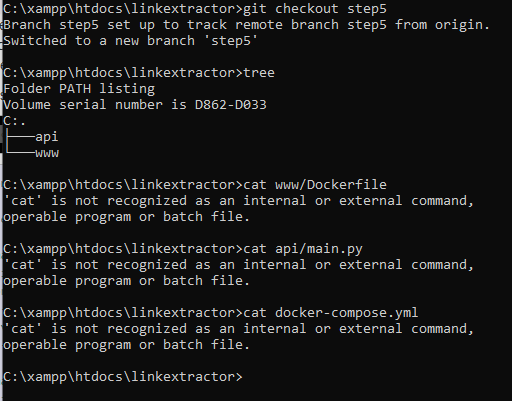 C:\xampp\htdocs\linkextractor>git checkout step5
Branch step5 set up to track remote branch step5 from origin.
Switched to a new branch 'step5'
C:\xampp\htdocs\linkextractor>tree
Folder PATH listing
Volume serial number is D862-D033
C:.
├───api
└───www
C:\xampp\htdocs\linkextractor>cat www/Dockerfile
'cat' is not recognized as an internal or external command,
operable program or batch file.
C:\xampp\htdocs\linkextractor>cat api/main.py
'cat' is not recognized as an internal or external command,
operable program or batch file.
C:\xampp\htdocs\linkextractor>cat docker-compose.yml
'cat' is not recognized as an internal or external command,
operable program or batch file.
C:\xampp\htdocs\linkextractor>